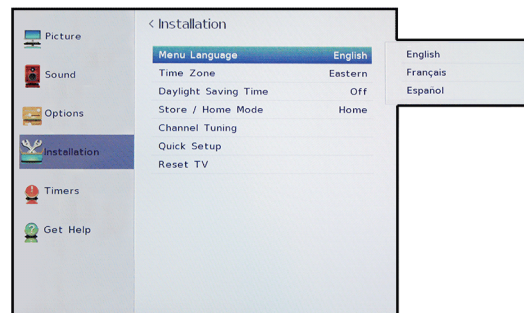 Picture
Sound
Options
Installation
Timers
Get Help
< Installation
Menu Language English
Time Zone Eastern
Daylight Saving Time Off
Store / Home Mode Home
Channel Tuning
Quick Setup
Reset TV
English
Français
Español